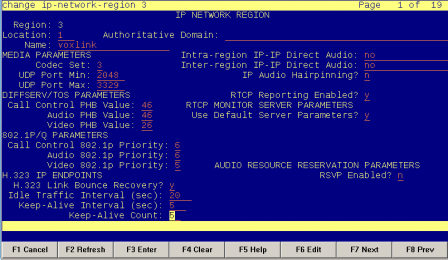 change ip-network-region 3 Page 1 of 19
IP NETWORK REGION
Region: 3
Location: 1 Authoritative Domain:
Name: voxlink
MEDIA PARAMETERS Intra-region IP-IP Direct Audio: no
Codec Set: 3 Inter-region IP-IP Direct Audio: no
UDP Port Min: 2048 IP Audio Hairpinning? n
UDP Port Max: 3329
DIFFSERV/TOS PARAMETERS RTCP Reporting Enabled? y
Call Control PHB Value: 46 RTCP MONITOR SERVER PARAMETERS
Audio PHB Value: 46 Use Default Server Parameters? y
Video PHB Value: 26
802.1P/Q PARAMETERS
Call Control 802.1p Priority: 6
Audio 802.1p Priority: 6
Video 802.1p Priority: 5 AUDIO RESOURCE RESERVATION PARAMETERS
H.323 IP ENDPOINTS RSVP Enabled? n
H.323 Link Bounce Recovery? y
Idle Traffic Interval (sec): 20
Keep-Alive Interval (sec): 5
Keep-Alive Count: 5
F1 Cancel F2 Refresh F3 Enter F4 Clear F5 Help F6 Edit F7 Next F8 Prev